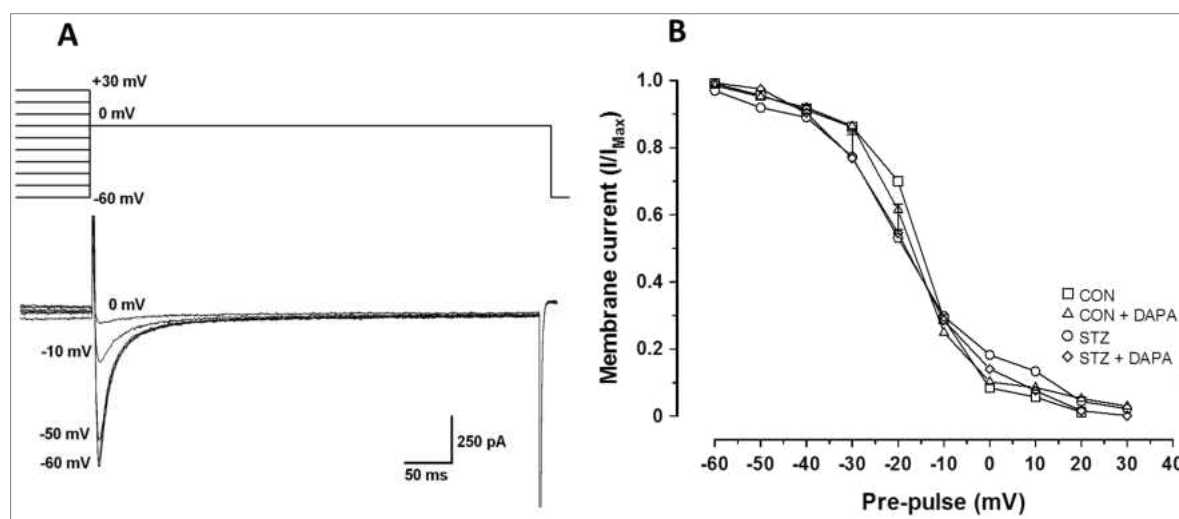 A
+30 mV
0 mV
-60 mV
0 mV
-10 mV
-50 mV
-60 mV
250 pA
50 ms
B
Membrane current (I/IMax)
1.0
0.8
0.6
0.4
0.2
0
CON
CON + DAPA
STZ
STZ + DAPA
-60 -50 -40 -30 -20 -10 0 10 20 30 40
Pre-pulse (mV)